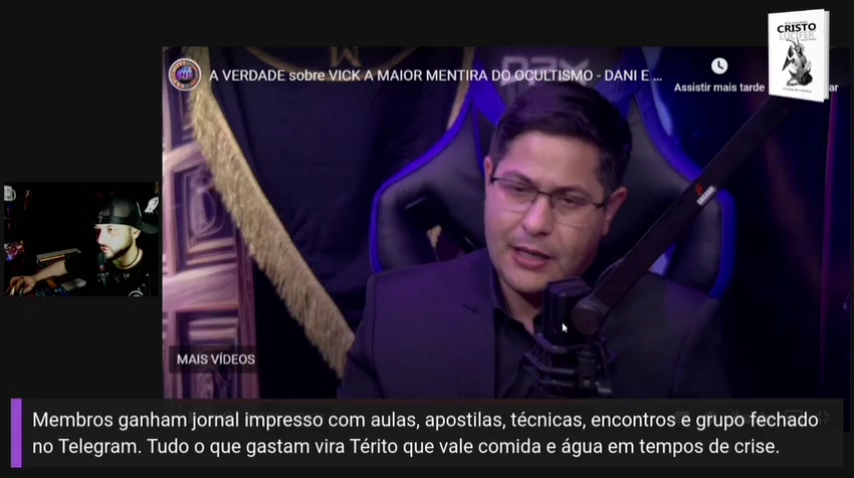 CRISTO
LÚCIFER
A VERDADE sobre VICK A MAIOR MENTIRA DO OCULTISMO - DANI E ...
Assistir mais tarde
ar
MAIS VÍDEOS
Membros ganham jornal impresso com aulas, apostilas, técnicas, encontros e grupo fechado
no Telegram. Tudo o que gastam vira Térito que vale comida e água em tempos de crise.